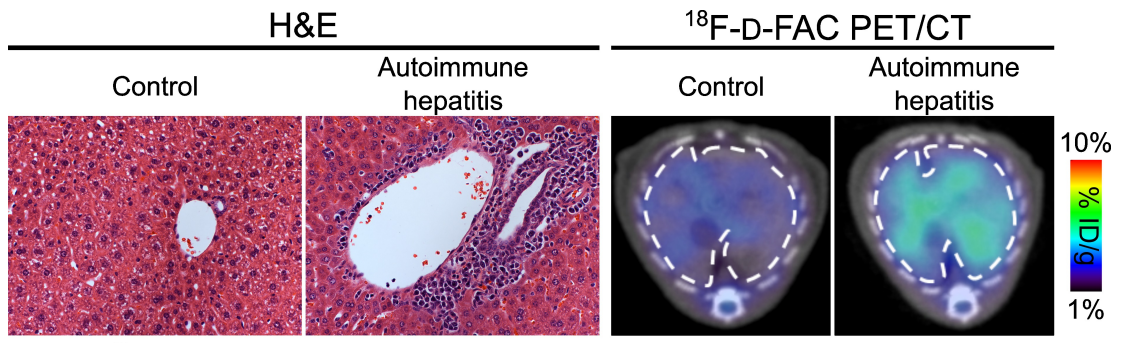 H&E
18F-D-FAC PET/CT
Control
Autoimmune
hepatitis
Control
Autoimmune
hepatitis
10%
% ID/g
1%